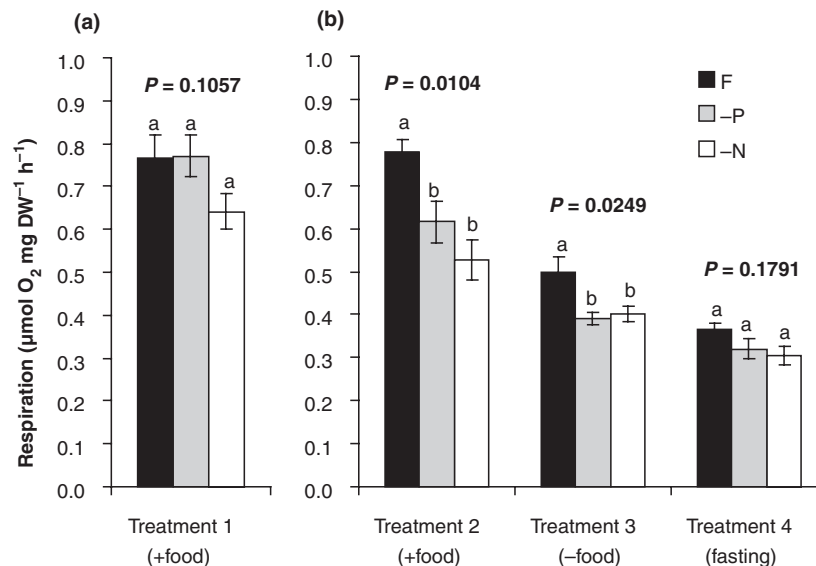 (a)
(b)
Respiration (µmol O₂ mg DW⁻¹ h⁻¹)
1.0
0.9
0.8
0.7
0.6
0.5
0.4
0.3
0.2
0.1
0.0
P = 0.1057
a a a
Treatment 1
(+food)
1.0
0.9
0.8
0.7
0.6
0.5
0.4
0.3
0.2
0.1
0.0
P = 0.0104
a b b
P = 0.0249
a b b
P = 0.1791
a a a
F
–P
–N
Treatment 2
(+food)
Treatment 3
(–food)
Treatment 4
(fasting)